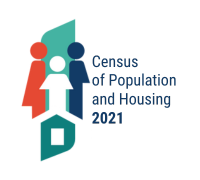 Census
of Population
and Housing
2021